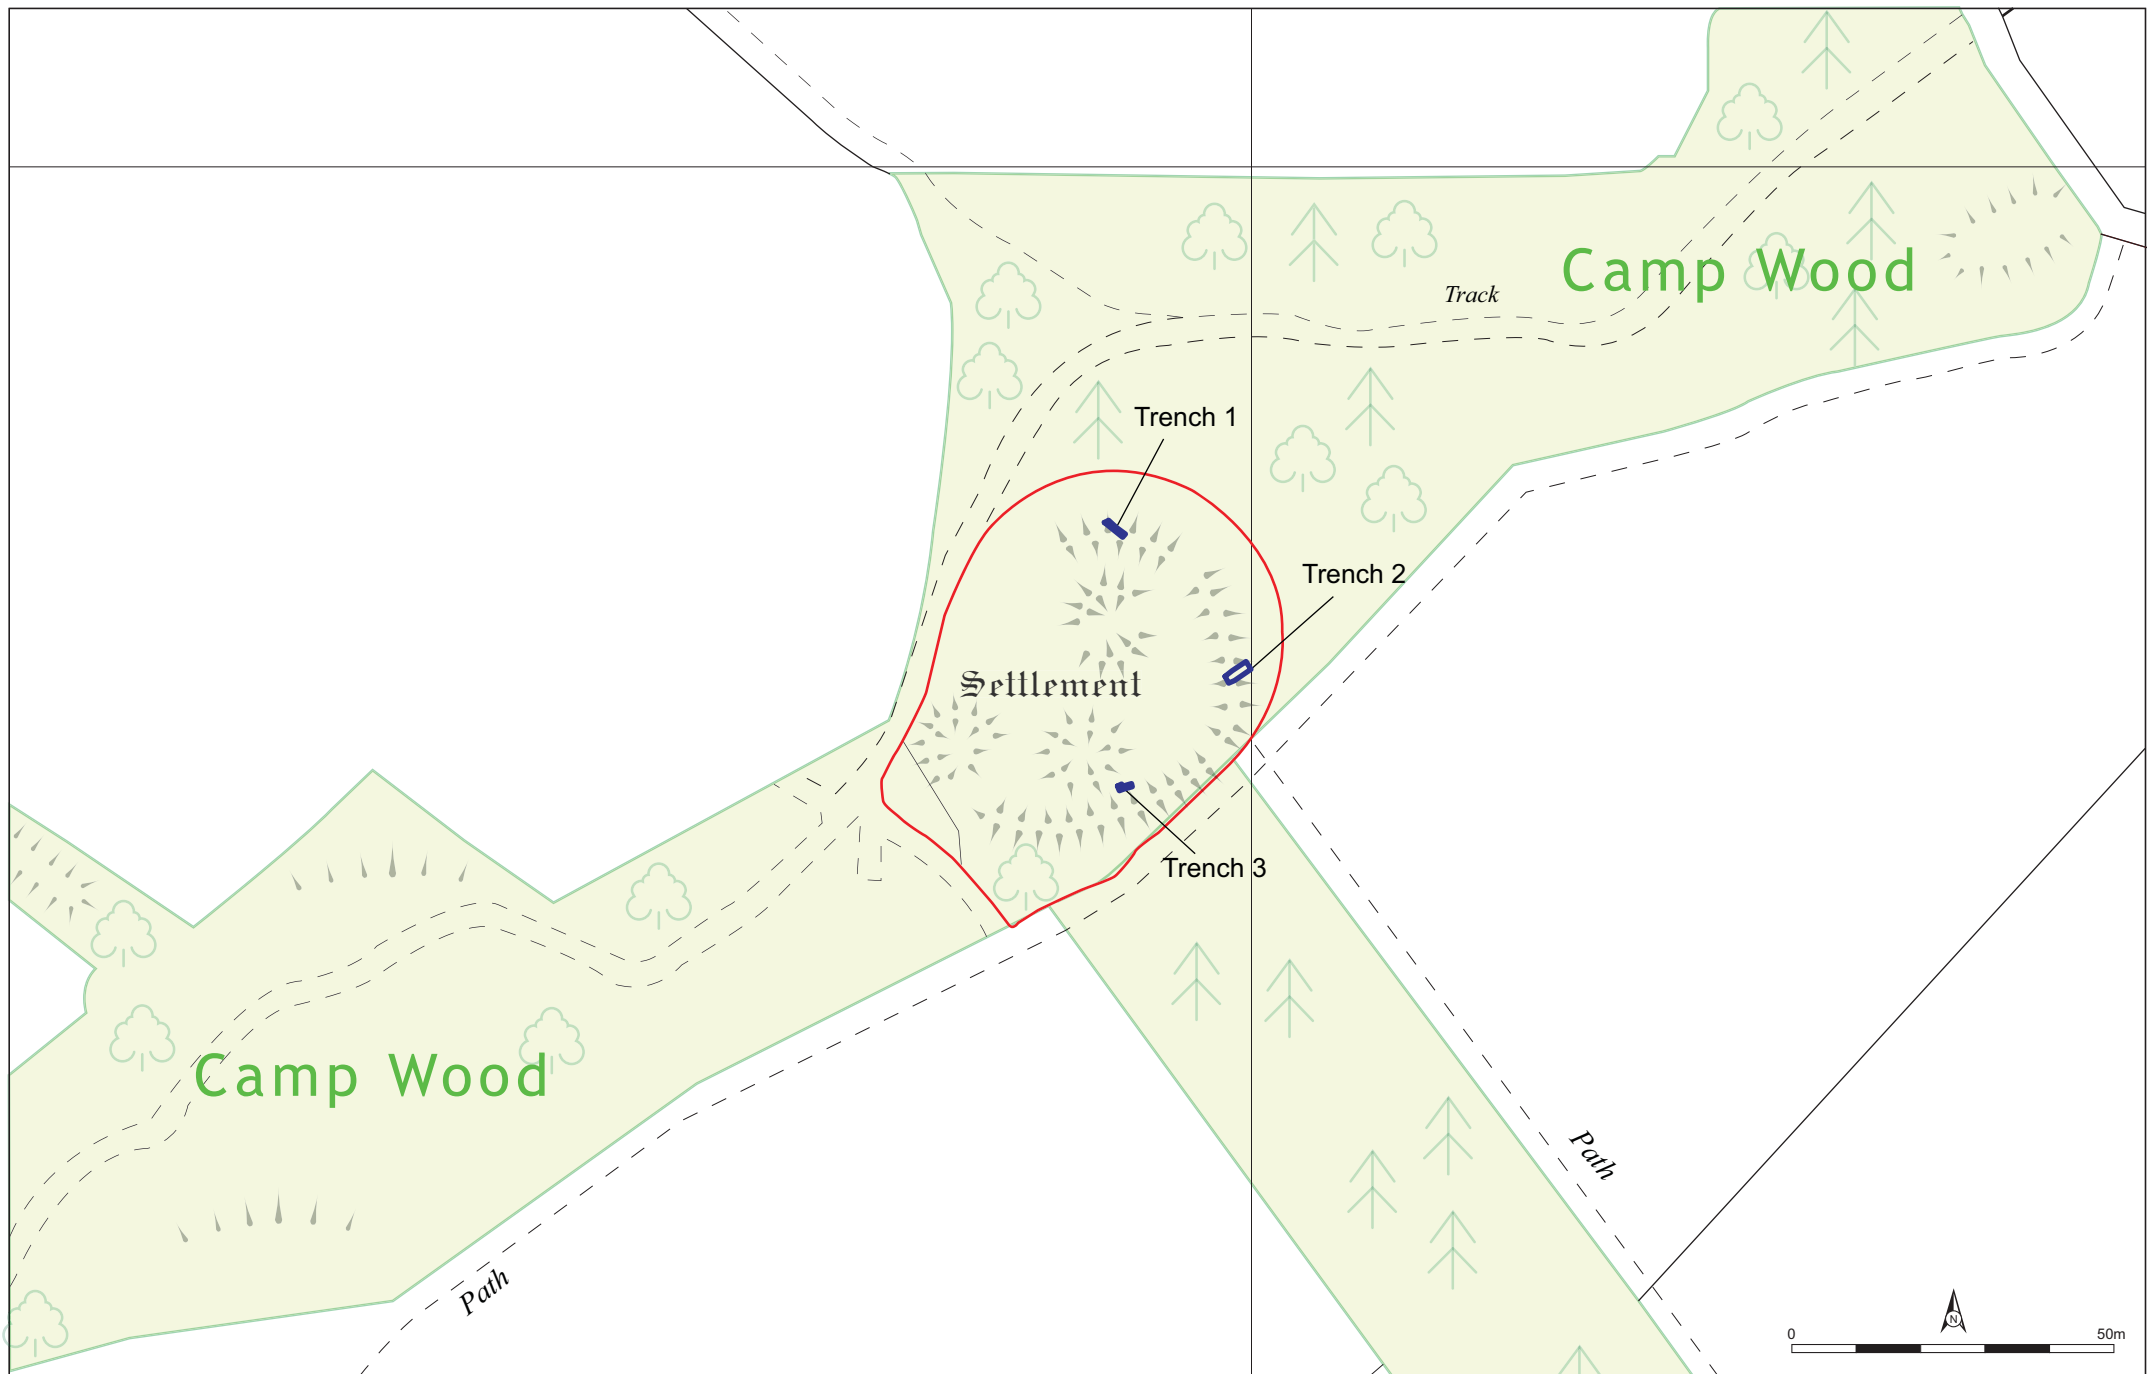 Camp Wood
Track
Trench 1
Trench 2
Settlement
Trench 3
Camp Wood
Path
Path
N
0 50m